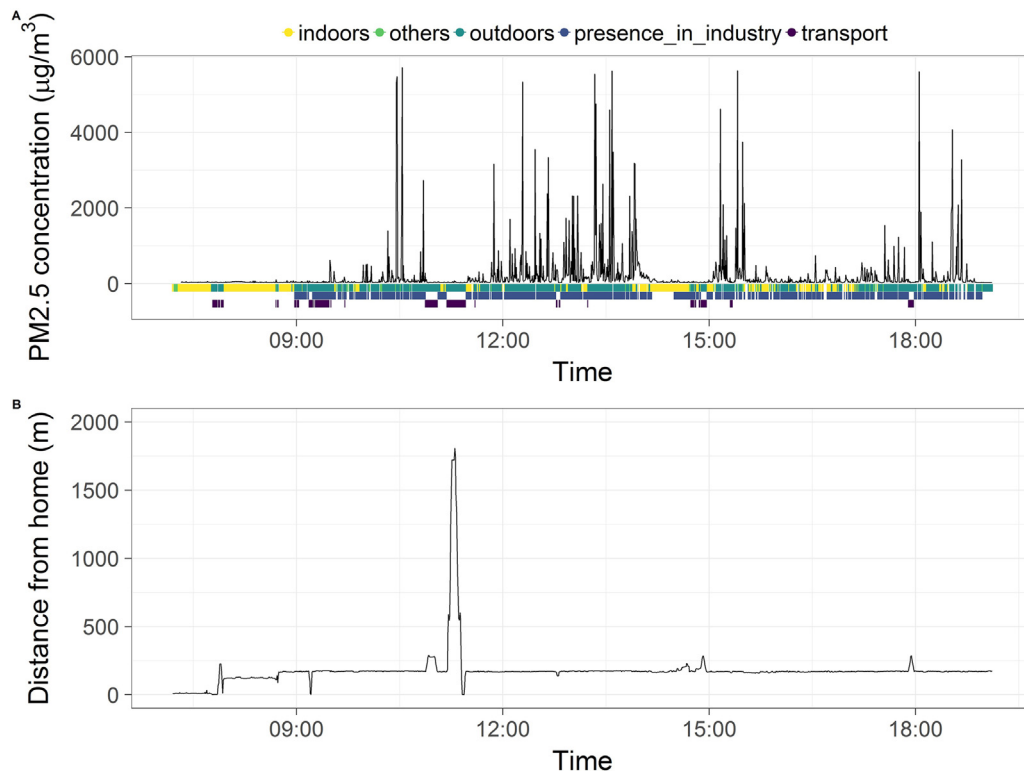 A
indoors others outdoors presence_in_industry transport
PM2.5 concentration (μg/m³)
6000
4000
2000
0
09:00 12:00 15:00 18:00
Time
B
Distance from home (m)
2000
1500
1000
500
0
09:00 12:00 15:00 18:00
Time